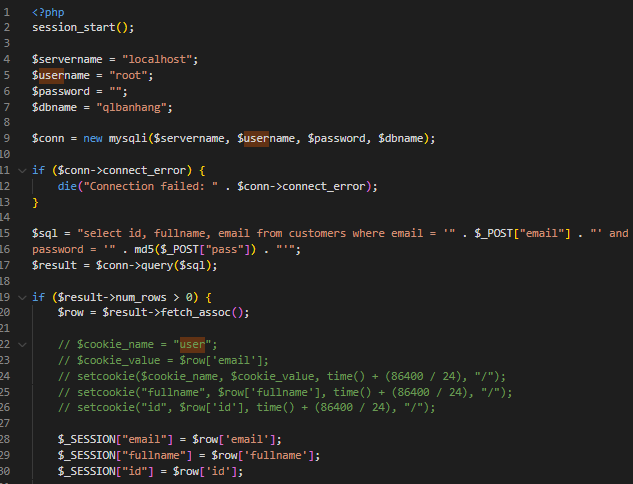 1 <?php
2 session_start();
3
4 $servername = "localhost";
5 $username = "root";
6 $password = "";
7 $dbname = "qlbanhang";
8
9 $conn = new mysqli($servername, $username, $password, $dbname);
10
11 if ($conn->connect_error) {
12 die("Connection failed: " . $conn->connect_error);
13 }
14
15 $sql = "select id, fullname, email from customers where email = '" . $_POST["email"] . "' and
16 password = '" . md5($_POST["pass"]) . "'";
17 $result = $conn->query($sql);
18
19 if ($result->num_rows > 0) {
20 $row = $result->fetch_assoc();
21
22 // $cookie_name = "user";
23 // $cookie_value = $row['email'];
24 // setcookie($cookie_name, $cookie_value, time() + (86400 / 24), "/");
25 // setcookie("fullname", $row['fullname'], time() + (86400 / 24), "/");
26 // setcookie("id", $row['id'], time() + (86400 / 24), "/");
27
28 $_SESSION["email"] = $row['email'];
29 $_SESSION["fullname"] = $row['fullname'];
30 $_SESSION["id"] = $row['id'];